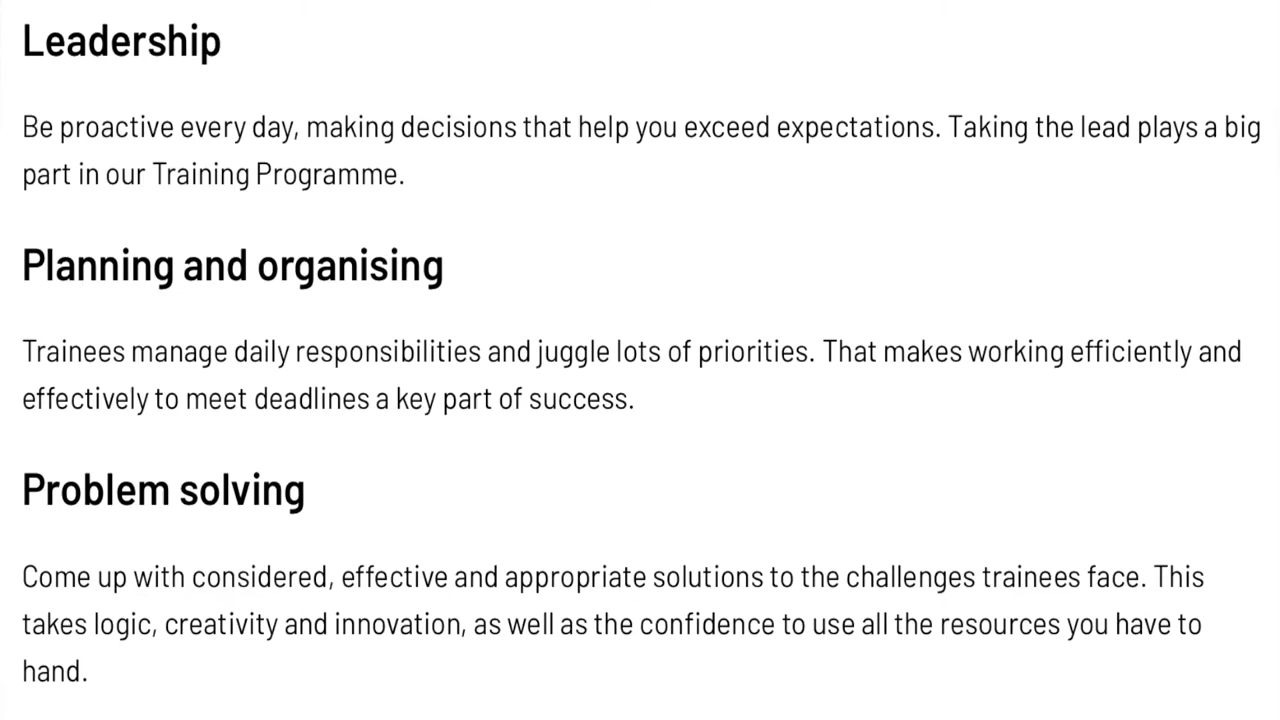 Leadership
Be proactive every day, making decisions that help you exceed expectations. Taking the lead plays a big
part in our Training Programme.
Planning and organising
Trainees manage daily responsibilities and juggle lots of priorities. That makes working efficiently and
effectively to meet deadlines a key part of success.
Problem solving
Come up with considered, effective and appropriate solutions to the challenges trainees face. This
takes logic, creativity and innovation, as well as the confidence to use all the resources you have to
hand.